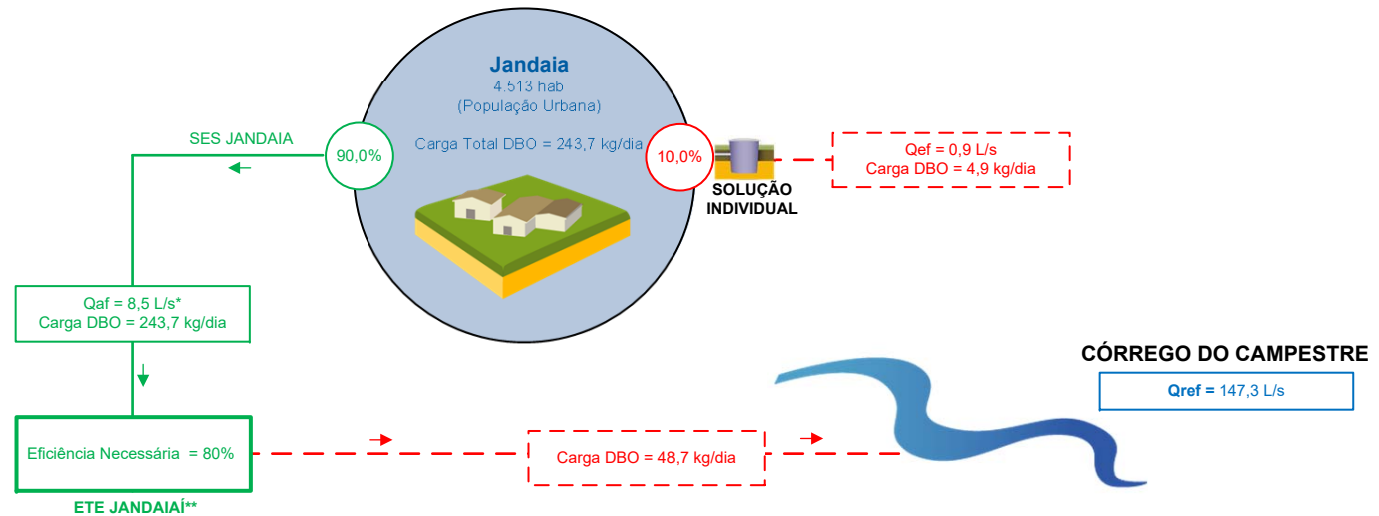 Jandaia
4.513 hab
(População Urbana)
Carga Total DBO = 243,7 kg/dia
SES JANDAIA
90,0%
10,0%
SOLUÇÃO
INDIVIDUAL
Qef = 0,9 L/s
Carga DBO = 4,9 kg/dia
Qaf = 8,5 L/s*
Carga DBO = 243,7 kg/dia
CÓRREGO DO CAMPESTRE
Qref = 147,3 L/s
Eficiência Necessária = 80%
Carga DBO = 48,7 kg/dia
ETE JANDAIAÍ**